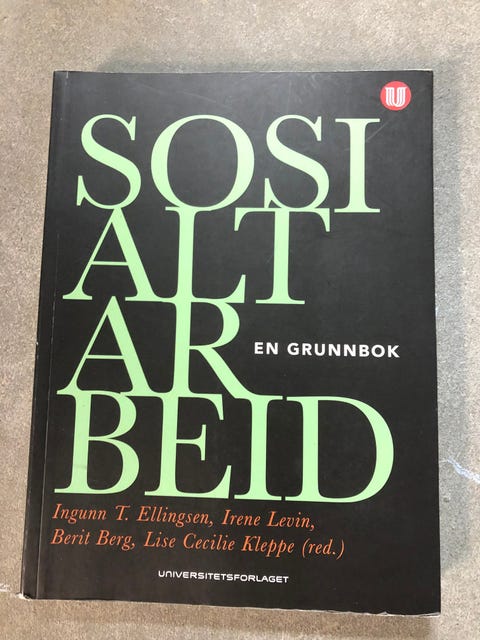 U
SOSI
ALT
AR
EN GRUNNBOK
BEID
Ingunn T. Ellingsen, Irene Levin,
Berit Berg, Lise Cecilie Kleppe (red.)
UNIVERSITETSFORLAGET